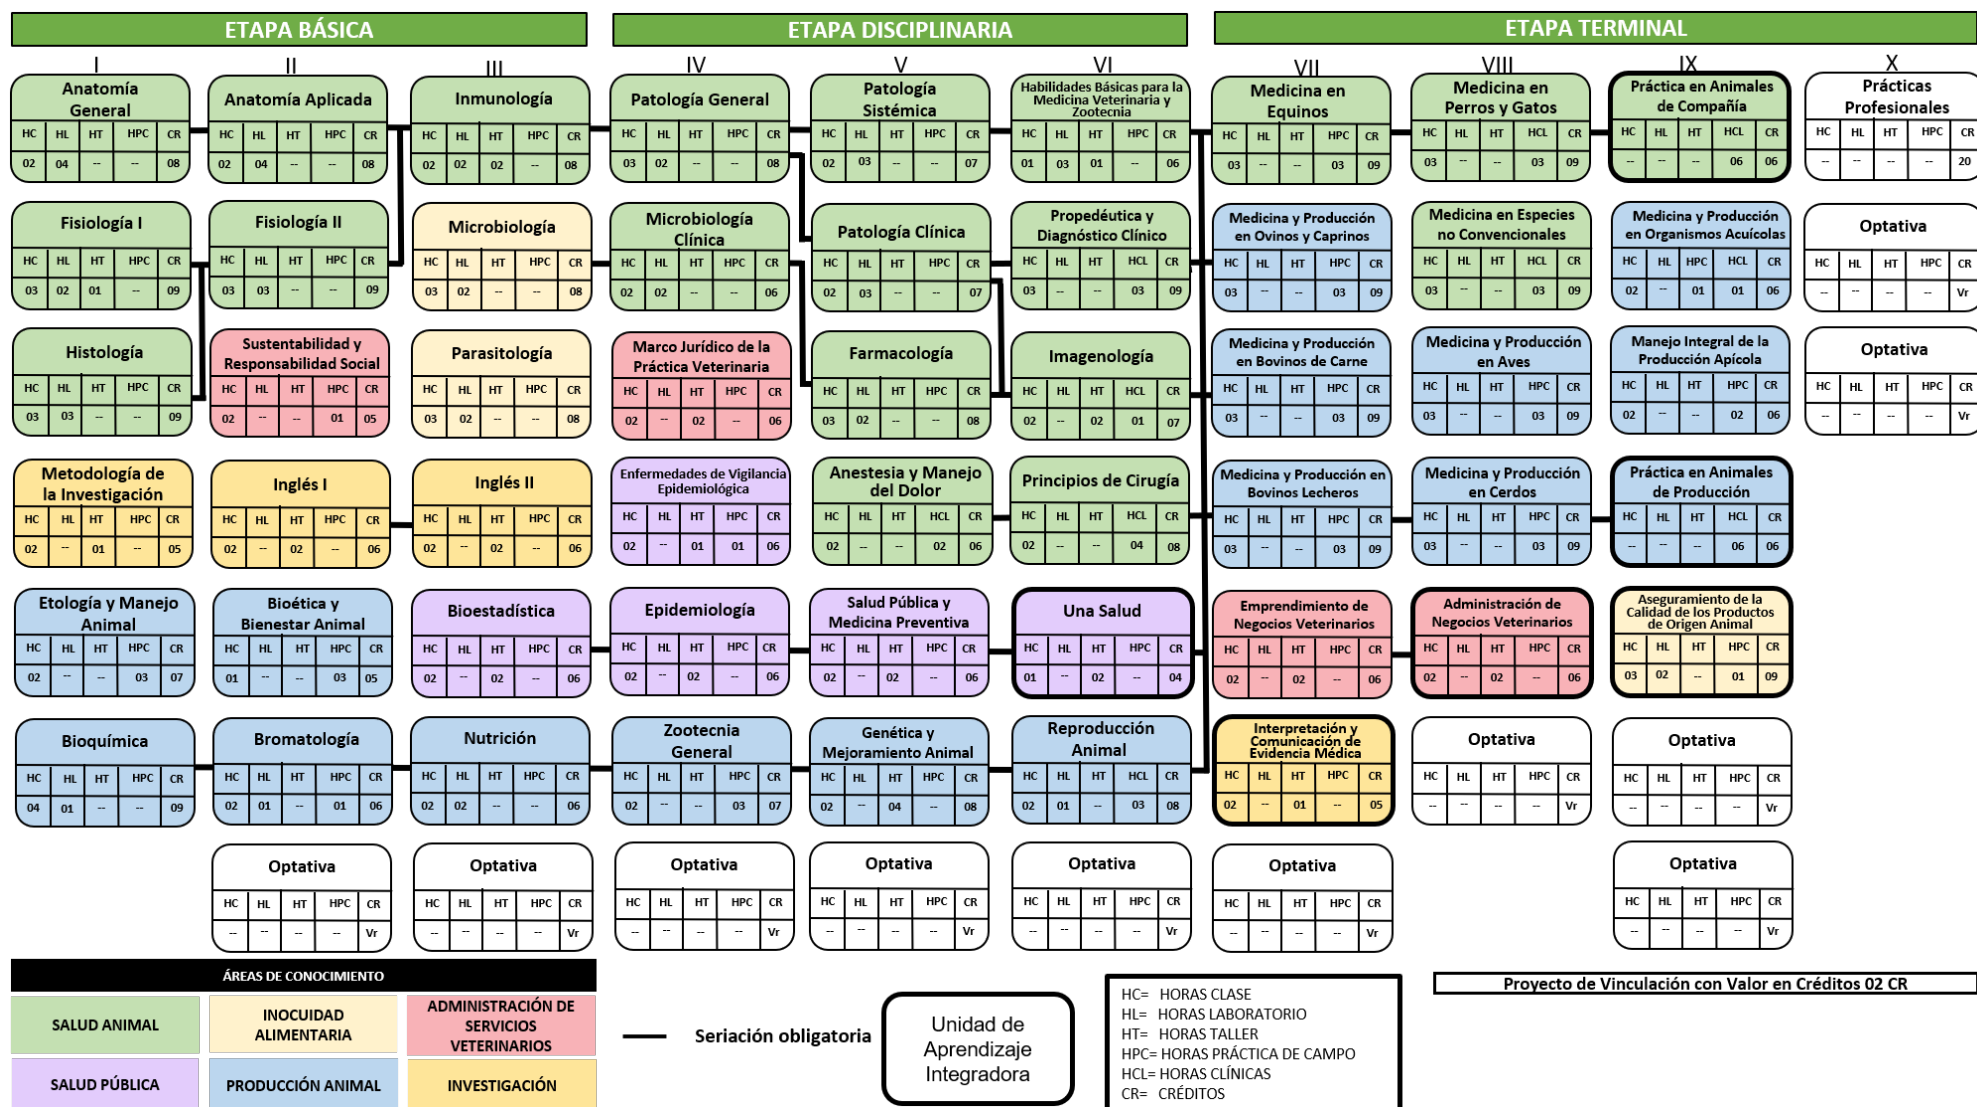 ETAPA BÁSICA
ETAPA DISCIPLINARIA
ETAPA TERMINAL
I
II
III
IV
V
VI
VII
VIII
IX
X
Anatomía
General
HC HL HT HPC CR
02 04 -- -- 08
Anatomía Aplicada
HC HL HT HPC CR
02 04 -- -- 08
Inmunología
HC HL HT HPC CR
02 02 02 -- 08
Patología General
HC HL HT HPC CR
03 02 -- -- 08
Patología
Sistémica
HC HL HT HPC CR
02 03 -- -- 07
Habilidades Básicas para la
Medicina Veterinaria y
Zootecnia
HC HL HT HPC CR
01 03 01 -- 06
Medicina en
Equinos
HC HL HT HPC CR
03 -- -- 03 09
Medicina en
Perros y Gatos
HC HL HT HCL CR
03 -- -- 03 09
Práctica en Animales
de Compañía
HC HL HT HCL CR
-- -- -- 06 06
Prácticas
Profesionales
HC HL HT HPC CR
-- -- -- -- 20
Fisiología I
HC HL HT HPC CR
03 02 01 -- 09
Fisiología II
HC HL HT HPC CR
03 03 -- -- 09
Microbiología
HC HL HT HPC CR
03 02 -- -- 08
Microbiología
Clínica
HC HL HT HPC CR
02 02 -- -- 06
Patología Clínica
HC HL HT HPC CR
02 03 -- -- 07
Propedéutica y
Diagnóstico Clínico
HC HL HT HCL CR
03 -- -- 03 09
Medicina y Producción
en Ovinos y Caprinos
HC HL HT HPC CR
03 -- -- 03 09
Medicina en Especies
no Convencionales
HC HL HT HCL CR
03 -- -- 03 09
Medicina y Producción
en Organismos Acuícolas
HC HL HPC HCL CR
02 -- 01 01 06
Optativa
HC HL HT HPC CR
-- -- -- -- Vr
Histología
HC HL HT HPC CR
03 03 -- -- 09
Sustentabilidad y
Responsabilidad Social
HC HL HT HPC CR
02 -- -- 01 05
Parasitología
HC HL HT HPC CR
03 02 -- -- 08
Marco Jurídico de la
Práctica Veterinaria
HC HL HT HPC CR
02 -- 02 -- 06
Farmacología
HC HL HT HPC CR
03 02 -- -- 08
Imagenología
HC HL HT HCL CR
02 -- 02 01 07
Medicina y Producción
en Bovinos de Carne
HC HL HT HPC CR
03 -- -- 03 09
Medicina y Producción
en Aves
HC HL HT HPC CR
03 -- -- 03 09
Manejo Integral de la
Producción Apícola
HC HL HT HPC CR
02 -- -- 02 06
Optativa
HC HL HT HPC CR
-- -- -- -- Vr
Metodología de
la Investigación
HC HL HT HPC CR
02 -- 01 -- 05
Inglés I
HC HL HT HPC CR
02 -- 02 -- 06
Inglés II
HC HL HT HPC CR
02 -- 02 -- 06
Enfermedades de Vigilancia
Epidemiológica
HC HL HT HPC CR
02 -- 01 01 06
Anestesia y Manejo
del Dolor
HC HL HT HCL CR
02 -- -- 02 06
Principios de Cirugía
HC HL HT HCL CR
02 -- -- 04 08
Medicina y Producción en
Bovinos Lecheros
HC HL HT HPC CR
03 -- -- 03 09
Medicina y Producción
en Cerdos
HC HL HT HPC CR
03 -- -- 03 09
Práctica en Animales
de Producción
HC HL HT HCL CR
-- -- -- 06 06
Etología y Manejo
Animal
HC HL HT HPC CR
02 -- -- 03 07
Bioética y
Bienestar Animal
HC HL HT HPC CR
01 -- -- 03 05
Bioestadística
HC HL HT HPC CR
02 -- 02 -- 06
Epidemiología
HC HL HT HPC CR
02 -- 02 -- 06
Salud Pública y
Medicina Preventiva
HC HL HT HPC CR
02 -- 02 -- 06
Una Salud
HC HL HT HPC CR
01 -- 02 -- 04
Emprendimiento de
Negocios Veterinarios
HC HL HT HPC CR
02 -- 02 -- 06
Administración de
Negocios Veterinarios
HC HL HT HPC CR
02 -- 02 -- 06
Aseguramiento de la
Calidad de los Productos
de Origen Animal
HC HL HT HPC CR
03 02 -- 01 09
Bioquímica
HC HL HT HPC CR
04 01 -- -- 09
Bromatología
HC HL HT HPC CR
02 01 -- 01 06
Nutrición
HC HL HT HPC CR
02 02 -- -- 06
Zootecnia
General
HC HL HT HPC CR
02 -- -- 03 07
Genética y
Mejoramiento Animal
HC HL HT HPC CR
02 -- 04 -- 08
Reproducción
Animal
HC HL HT HCL CR
02 01 -- 03 08
Interpretación y
Comunicación de
Evidencia Médica
HC HL HT HPC CR
02 -- 01 -- 05
Optativa
HC HL HT HPC CR
-- -- -- -- Vr
Optativa
HC HL HT HPC CR
-- -- -- -- Vr
Optativa
HC HL HT HPC CR
-- -- -- -- Vr
Optativa
HC HL HT HPC CR
-- -- -- -- Vr
Optativa
HC HL HT HPC CR
-- -- -- -- Vr
Optativa
HC HL HT HPC CR
-- -- -- -- Vr
Optativa
HC HL HT HPC CR
-- -- -- -- Vr
Optativa
HC HL HT HPC CR
-- -- -- -- Vr
Optativa
HC HL HT HPC CR
-- -- -- -- Vr
ÁREAS DE CONOCIMIENTO
SALUD ANIMAL
INOCUIDAD
ALIMENTARIA
ADMINISTRACIÓN DE
SERVICIOS
VETERINARIOS
SALUD PÚBLICA
PRODUCCIÓN ANIMAL
INVESTIGACIÓN
Seriación obligatoria
Unidad de
Aprendizaje
Integradora
HC= HORAS CLASE
HL= HORAS LABORATORIO
HT= HORAS TALLER
HPC= HORAS PRÁCTICA DE CAMPO
HCL= HORAS CLÍNICAS
CR= CRÉDITOS
Proyecto de Vinculación con Valor en Créditos 02 CR